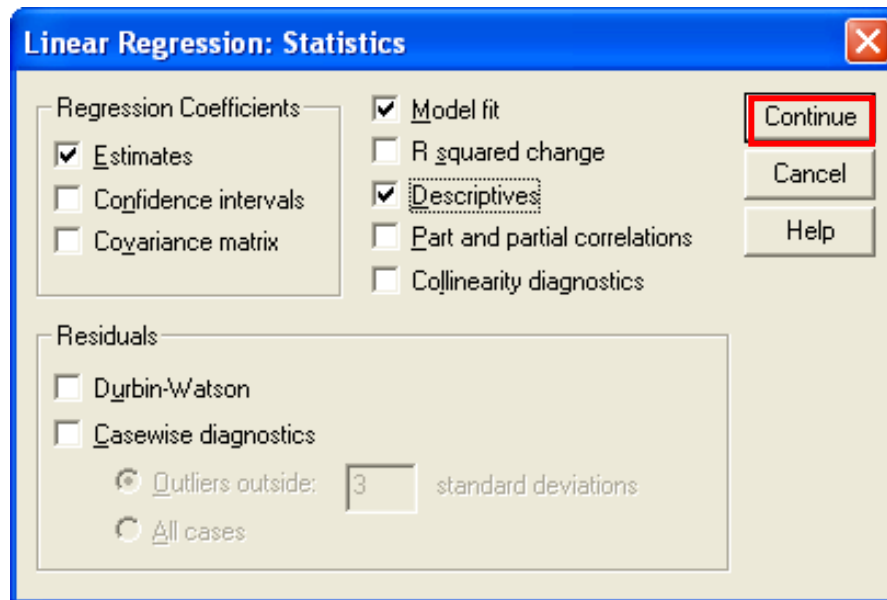 Linear Regression: Statistics
Regression Coefficients
Estimates
Confidence intervals
Covariance matrix
Model fit
R squared change
Descriptives
Part and partial correlations
Collinearity diagnostics
Continue
Cancel
Help
Residuals
Durbin-Watson
Casewise diagnostics
Outliers outside: 3 standard deviations
All cases